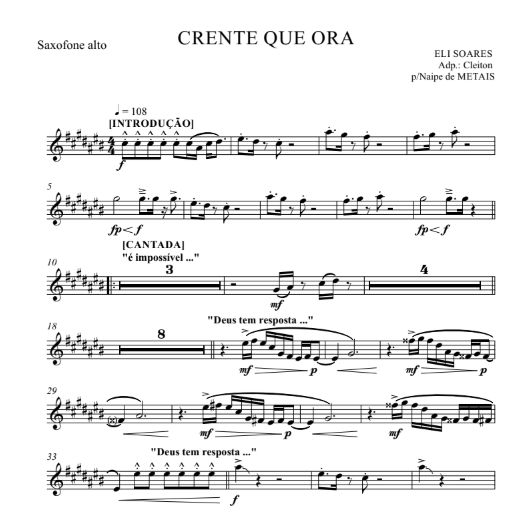 CRENTE QUE ORA
Saxofone alto
ELI SOARES
Adp.: Cleiton
p/Naipe de METAIS
♩ = 108
[INTRODUÇÃO]
f
5
fp < f
fp < f
[CANTADA]
"é impossível ..."
10
3
4
mf
"Deus tem resposta ..."
18
8
mf
p
mf
29
mf
p
mf
"Deus tem resposta ..."
33
f